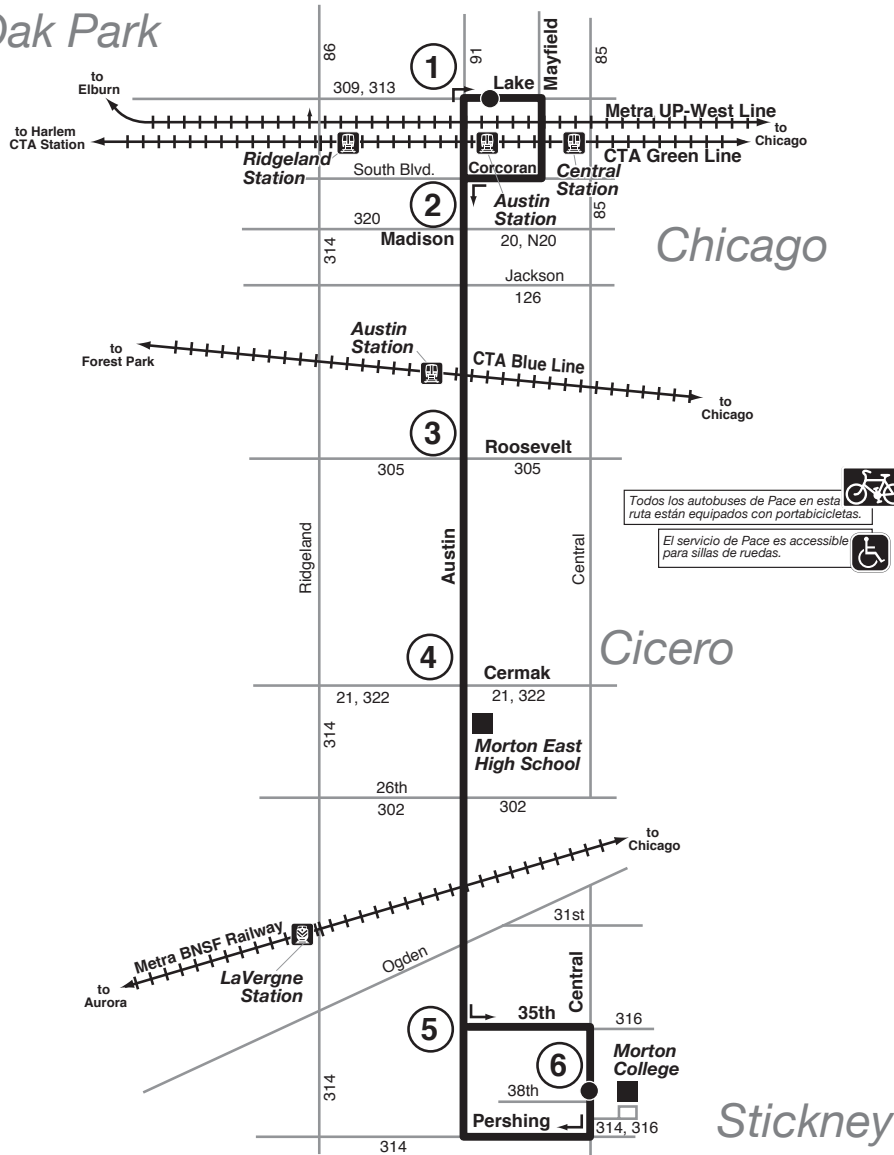 Oak Park
86
91
Mayfield
85
1
Lake
to
Elburn
309, 313
Metra UP-West Line
to Harlem
CTA Station
to
Chicago
Ridgeland
Station
CTA Green Line
South Blvd.
Corcoran
Central
Station
2
Austin
Station
85
320
Madison
20, N20
314
Chicago
Jackson
126
Austin
Station
to
Forest Park
CTA Blue Line
to
Chicago
3
Roosevelt
305
305
Todos los autobuses de Pace en esta
ruta están equipados con portabicicletas.
El servicio de Pace es accessible
para sillas de ruedas.
Ridgeland
Austin
Central
4
Cicero
Cermak
21, 322
21, 322
314
Morton East
High School
26th
302
302
to
Chicago
31st
Metra BNSF Railway
Ogden
LaVergne
Station
to
Aurora
Central
5
35th
316
6
Morton
College
38th
314
Pershing
314, 316
Stickney
314